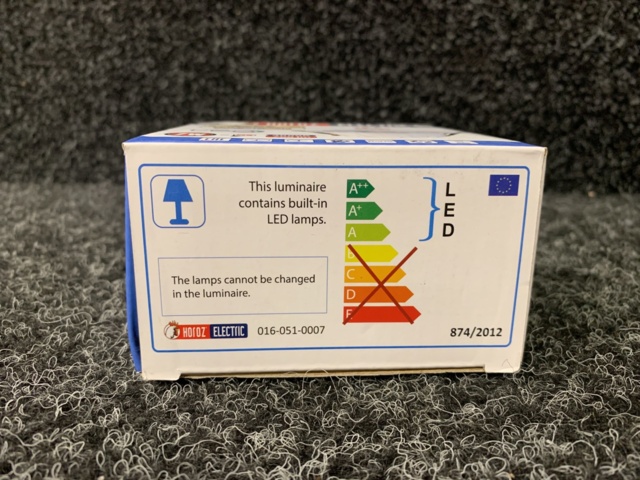 This luminaire
contains built-in
LED lamps.
The lamps cannot be changed
in the luminaire.
HOROZ ELECTRIC 016-051-0007
A++
A+
A
C
D
L
E
D
874/2012